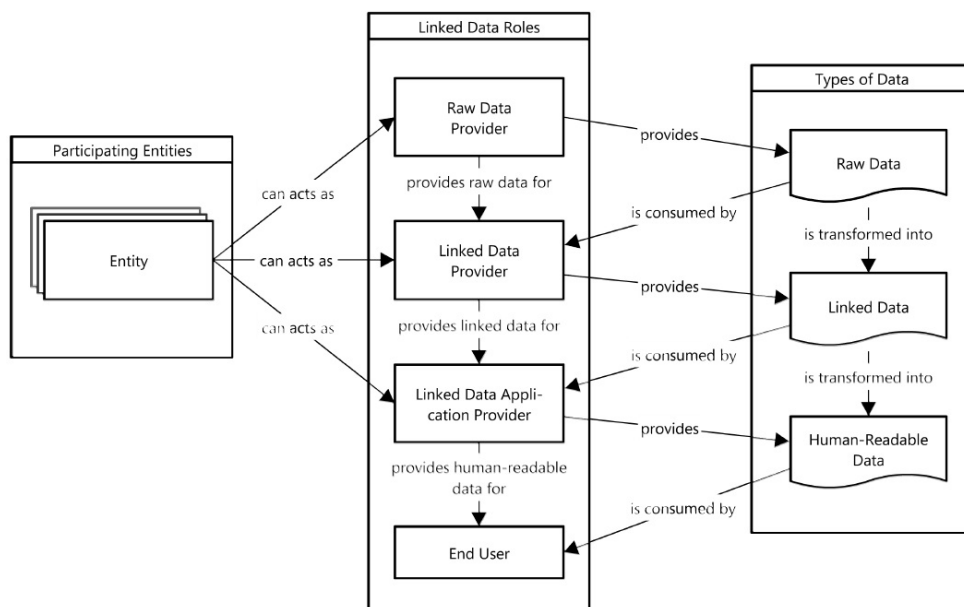 Linked Data Roles
Types of Data
Participating Entities
Raw Data
Provider
provides
Raw Data
can acts as
provides raw data for
is consumed by
is transformed into
Entity
can acts as
Linked Data
Provider
provides
Linked Data
can acts as
provides linked data for
is consumed by
is transformed into
Linked Data Appli-
cation Provider
provides
Human-Readable
Data
provides human-readable
data for
is consumed by
End User